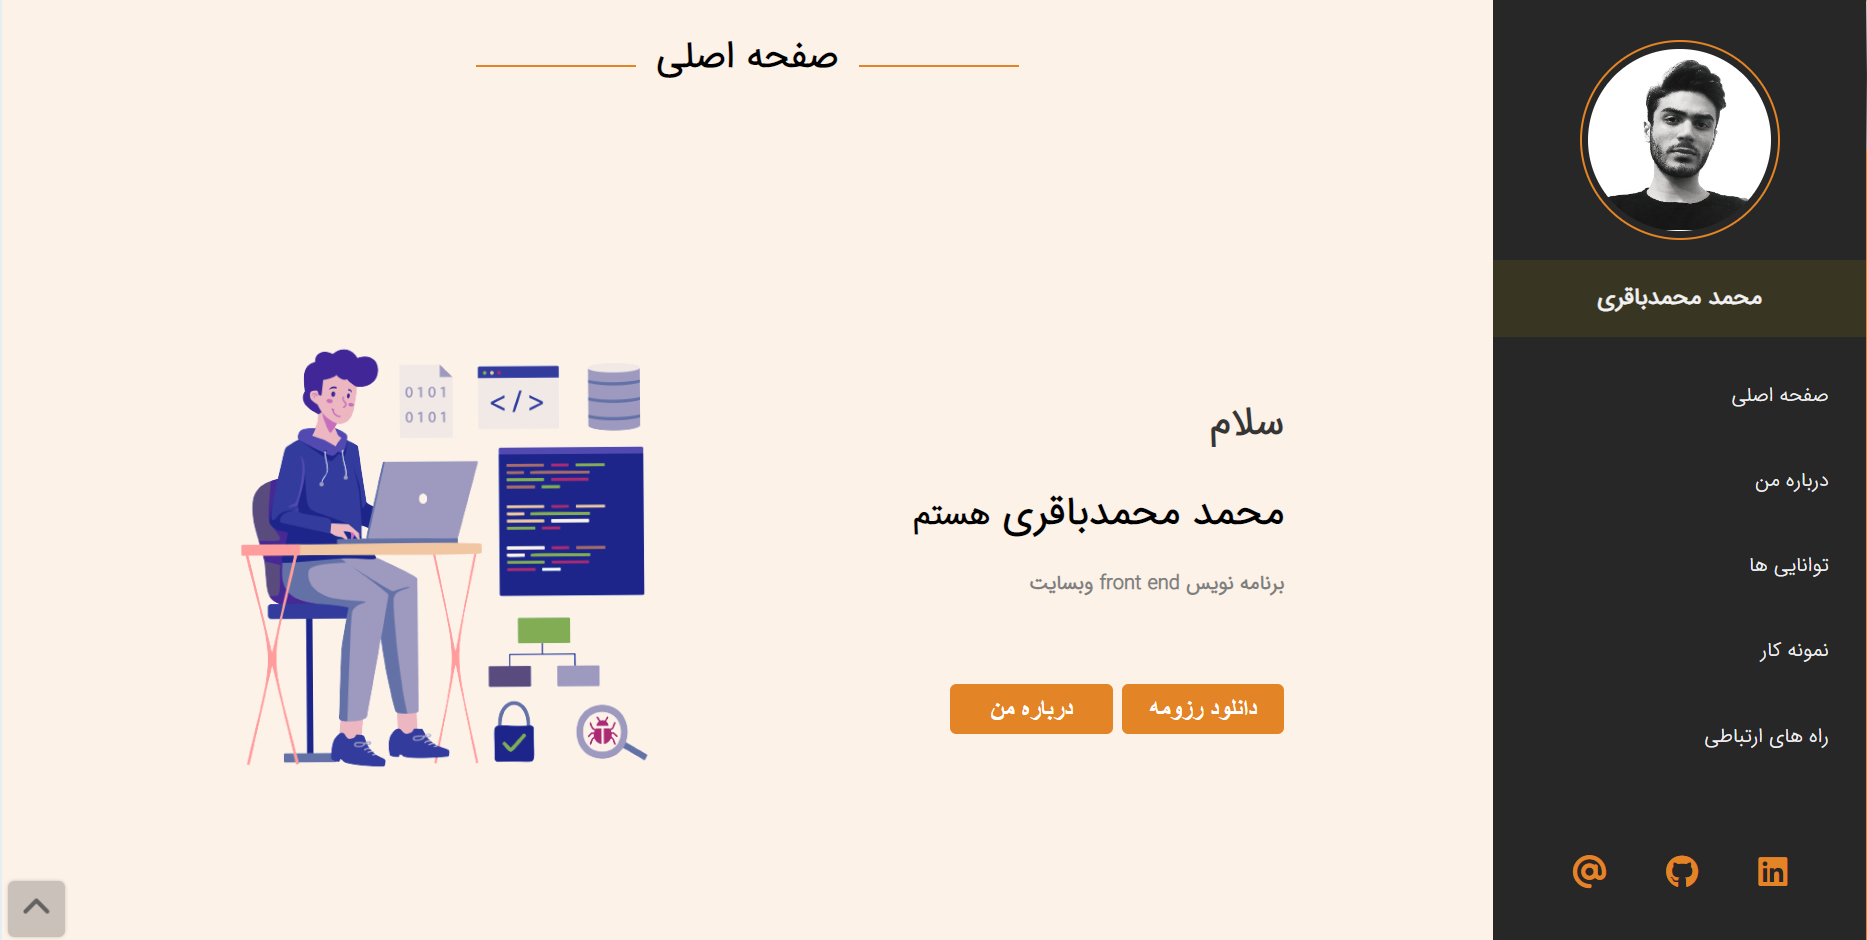 صفحه اصلی
محمد محمدباقری
صفحه اصلی
درباره من
توانایی ها
نمونه کار
راه های ارتباطی
سلام
محمد محمدباقری هستم
برنامه نویس front end وبسایت
دانلود رزومه
درباره من
0101
0101
</>
in
@